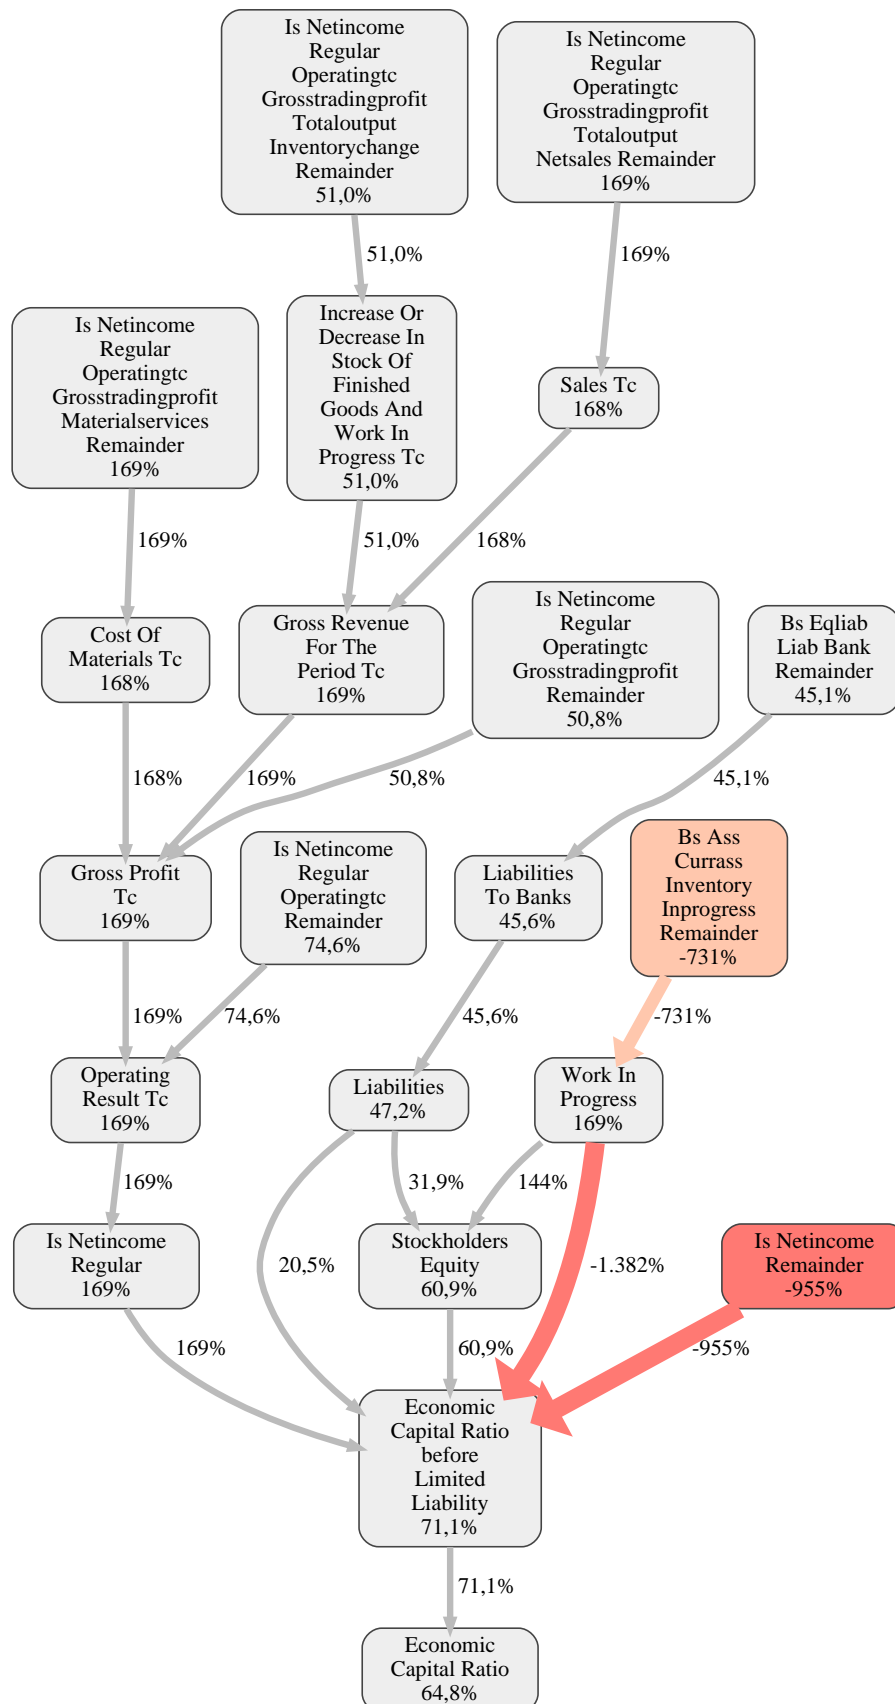 Is Netincome
Regular
Operatingtc
Grosstradingprofit
Totaloutput
Inventorychange
Remainder
51,0%
Is Netincome
Regular
Operatingtc
Grosstradingprofit
Totaloutput
Netsales Remainder
169%
51,0%
169%
Is Netincome
Regular
Operatingtc
Grosstradingprofit
Materialservices
Remainder
169%
Increase Or
Decrease In
Stock Of
Finished
Goods And
Work In
Progress Tc
51,0%
Sales Tc
168%
169%
51,0%
168%
Cost Of
Materials Tc
168%
Gross Revenue
For The
Period Tc
169%
Is Netincome
Regular
Operatingtc
Grosstradingprofit
Remainder
50,8%
Bs Eqliab
Liab Bank
Remainder
45,1%
168%
169%
50,8%
45,1%
Gross Profit
Tc
169%
Is Netincome
Regular
Operatingtc
Remainder
74,6%
Liabilities
To Banks
45,6%
Bs Ass
Currass
Inventory
Inprogress
Remainder
-731%
169%
74,6%
45,6%
-731%
Operating
Result Tc
169%
Liabilities
47,2%
Work In
Progress
169%
169%
20,5%
31,9%
144%
-1.382%
Is Netincome
Regular
169%
Stockholders
Equity
60,9%
Is Netincome
Remainder
-955%
169%
60,9%
-955%
Economic
Capital Ratio
before
Limited
Liability
71,1%
71,1%
Economic
Capital Ratio
64,8%